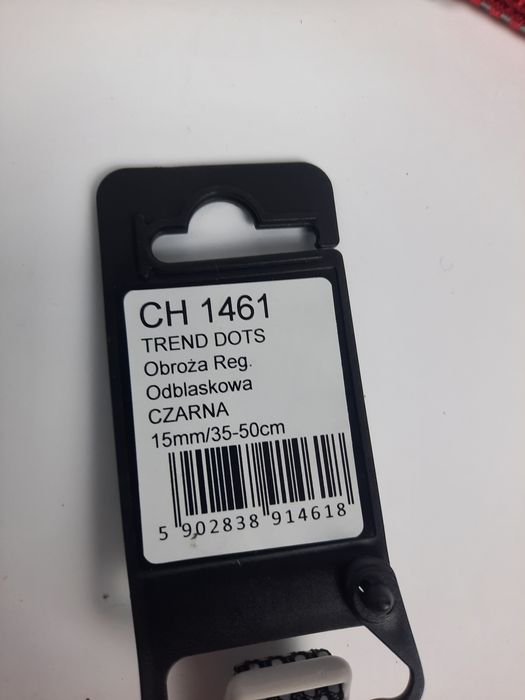 CH 1461
TREND DOTS
Obroża Reg.
Odblaskowa
CZARNA
15mm/35-50cm
5 902838 914618